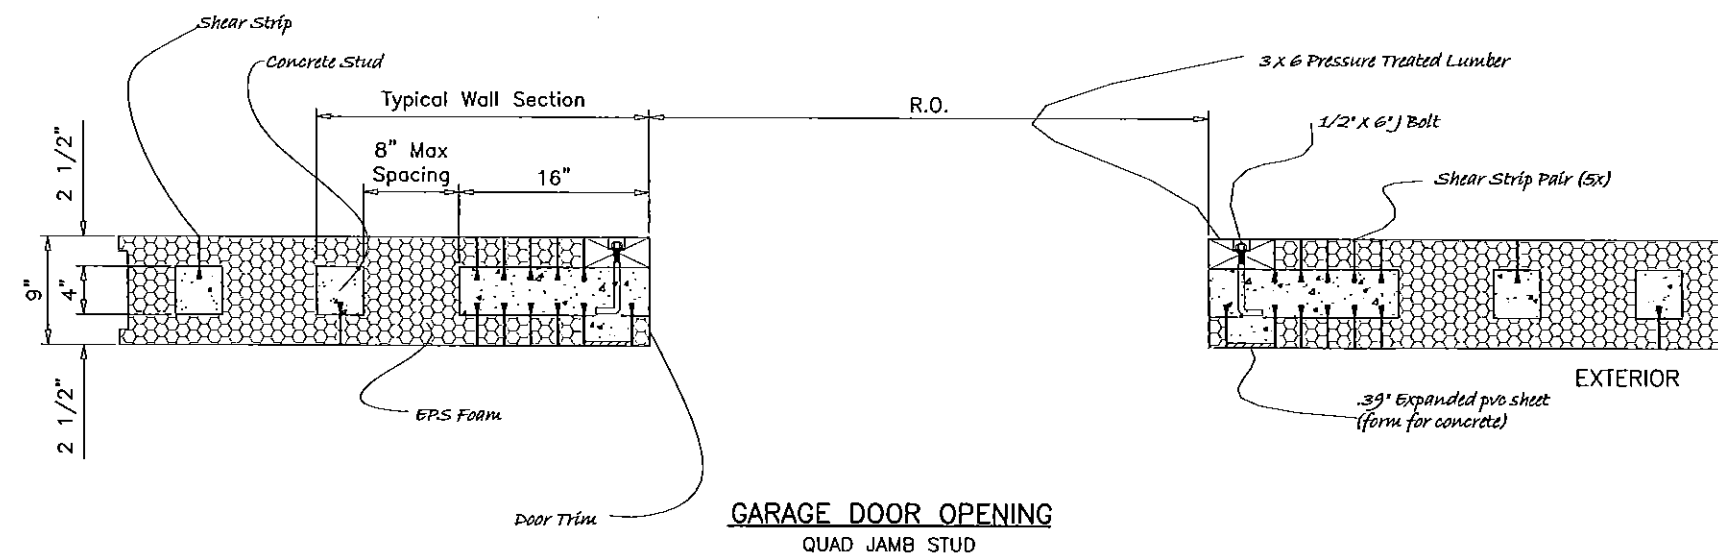 Shear Strip
Concrete Stud
Typical Wall Section
R.O.
3 X 6 Pressure Treated Lumber
1/2" X 6" J Bolt
8" Max
Spacing
16"
Shear Strip Pair (5X)
2 1/2"
9"
4"
2 1/2"
EPS Foam
EXTERIOR
.39" Expanded pvc sheet
(form for concrete)
Door Trim
GARAGE DOOR OPENING
QUAD JAMB STUD